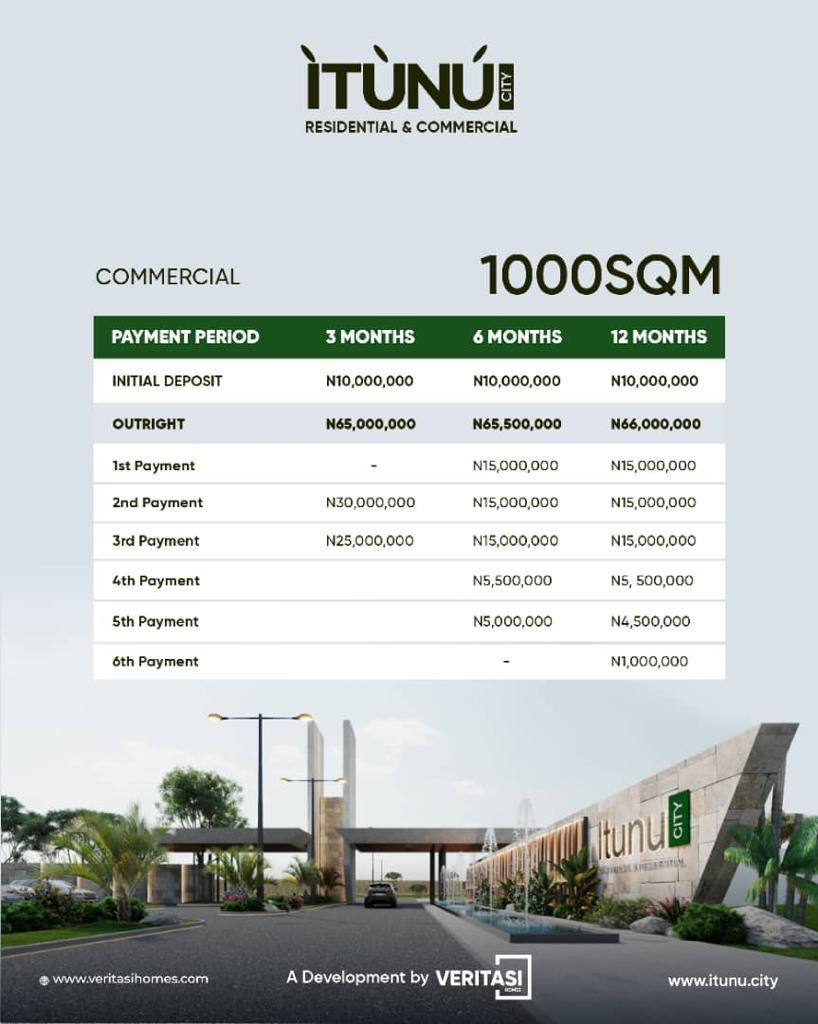 ÌTÙNÚ CITY
RESIDENTIAL & COMMERCIAL
COMMERCIAL 1000SQM
PAYMENT PERIOD 3 MONTHS 6 MONTHS 12 MONTHS
INITIAL DEPOSIT N10,000,000 N10,000,000 N10,000,000
OUTRIGHT N65,000,000 N65,500,000 N66,000,000
1st Payment - N15,000,000 N15,000,000
2nd Payment N30,000,000 N15,000,000 N15,000,000
3rd Payment N25,000,000 N15,000,000 N15,000,000
4th Payment N5,500,000 N5, 500,000
5th Payment N5,000,000 N4,500,000
6th Payment - N1,000,000
itunu CITY
www.veritasihomes.com A Development by VERITASI HOMES www.itunu.city